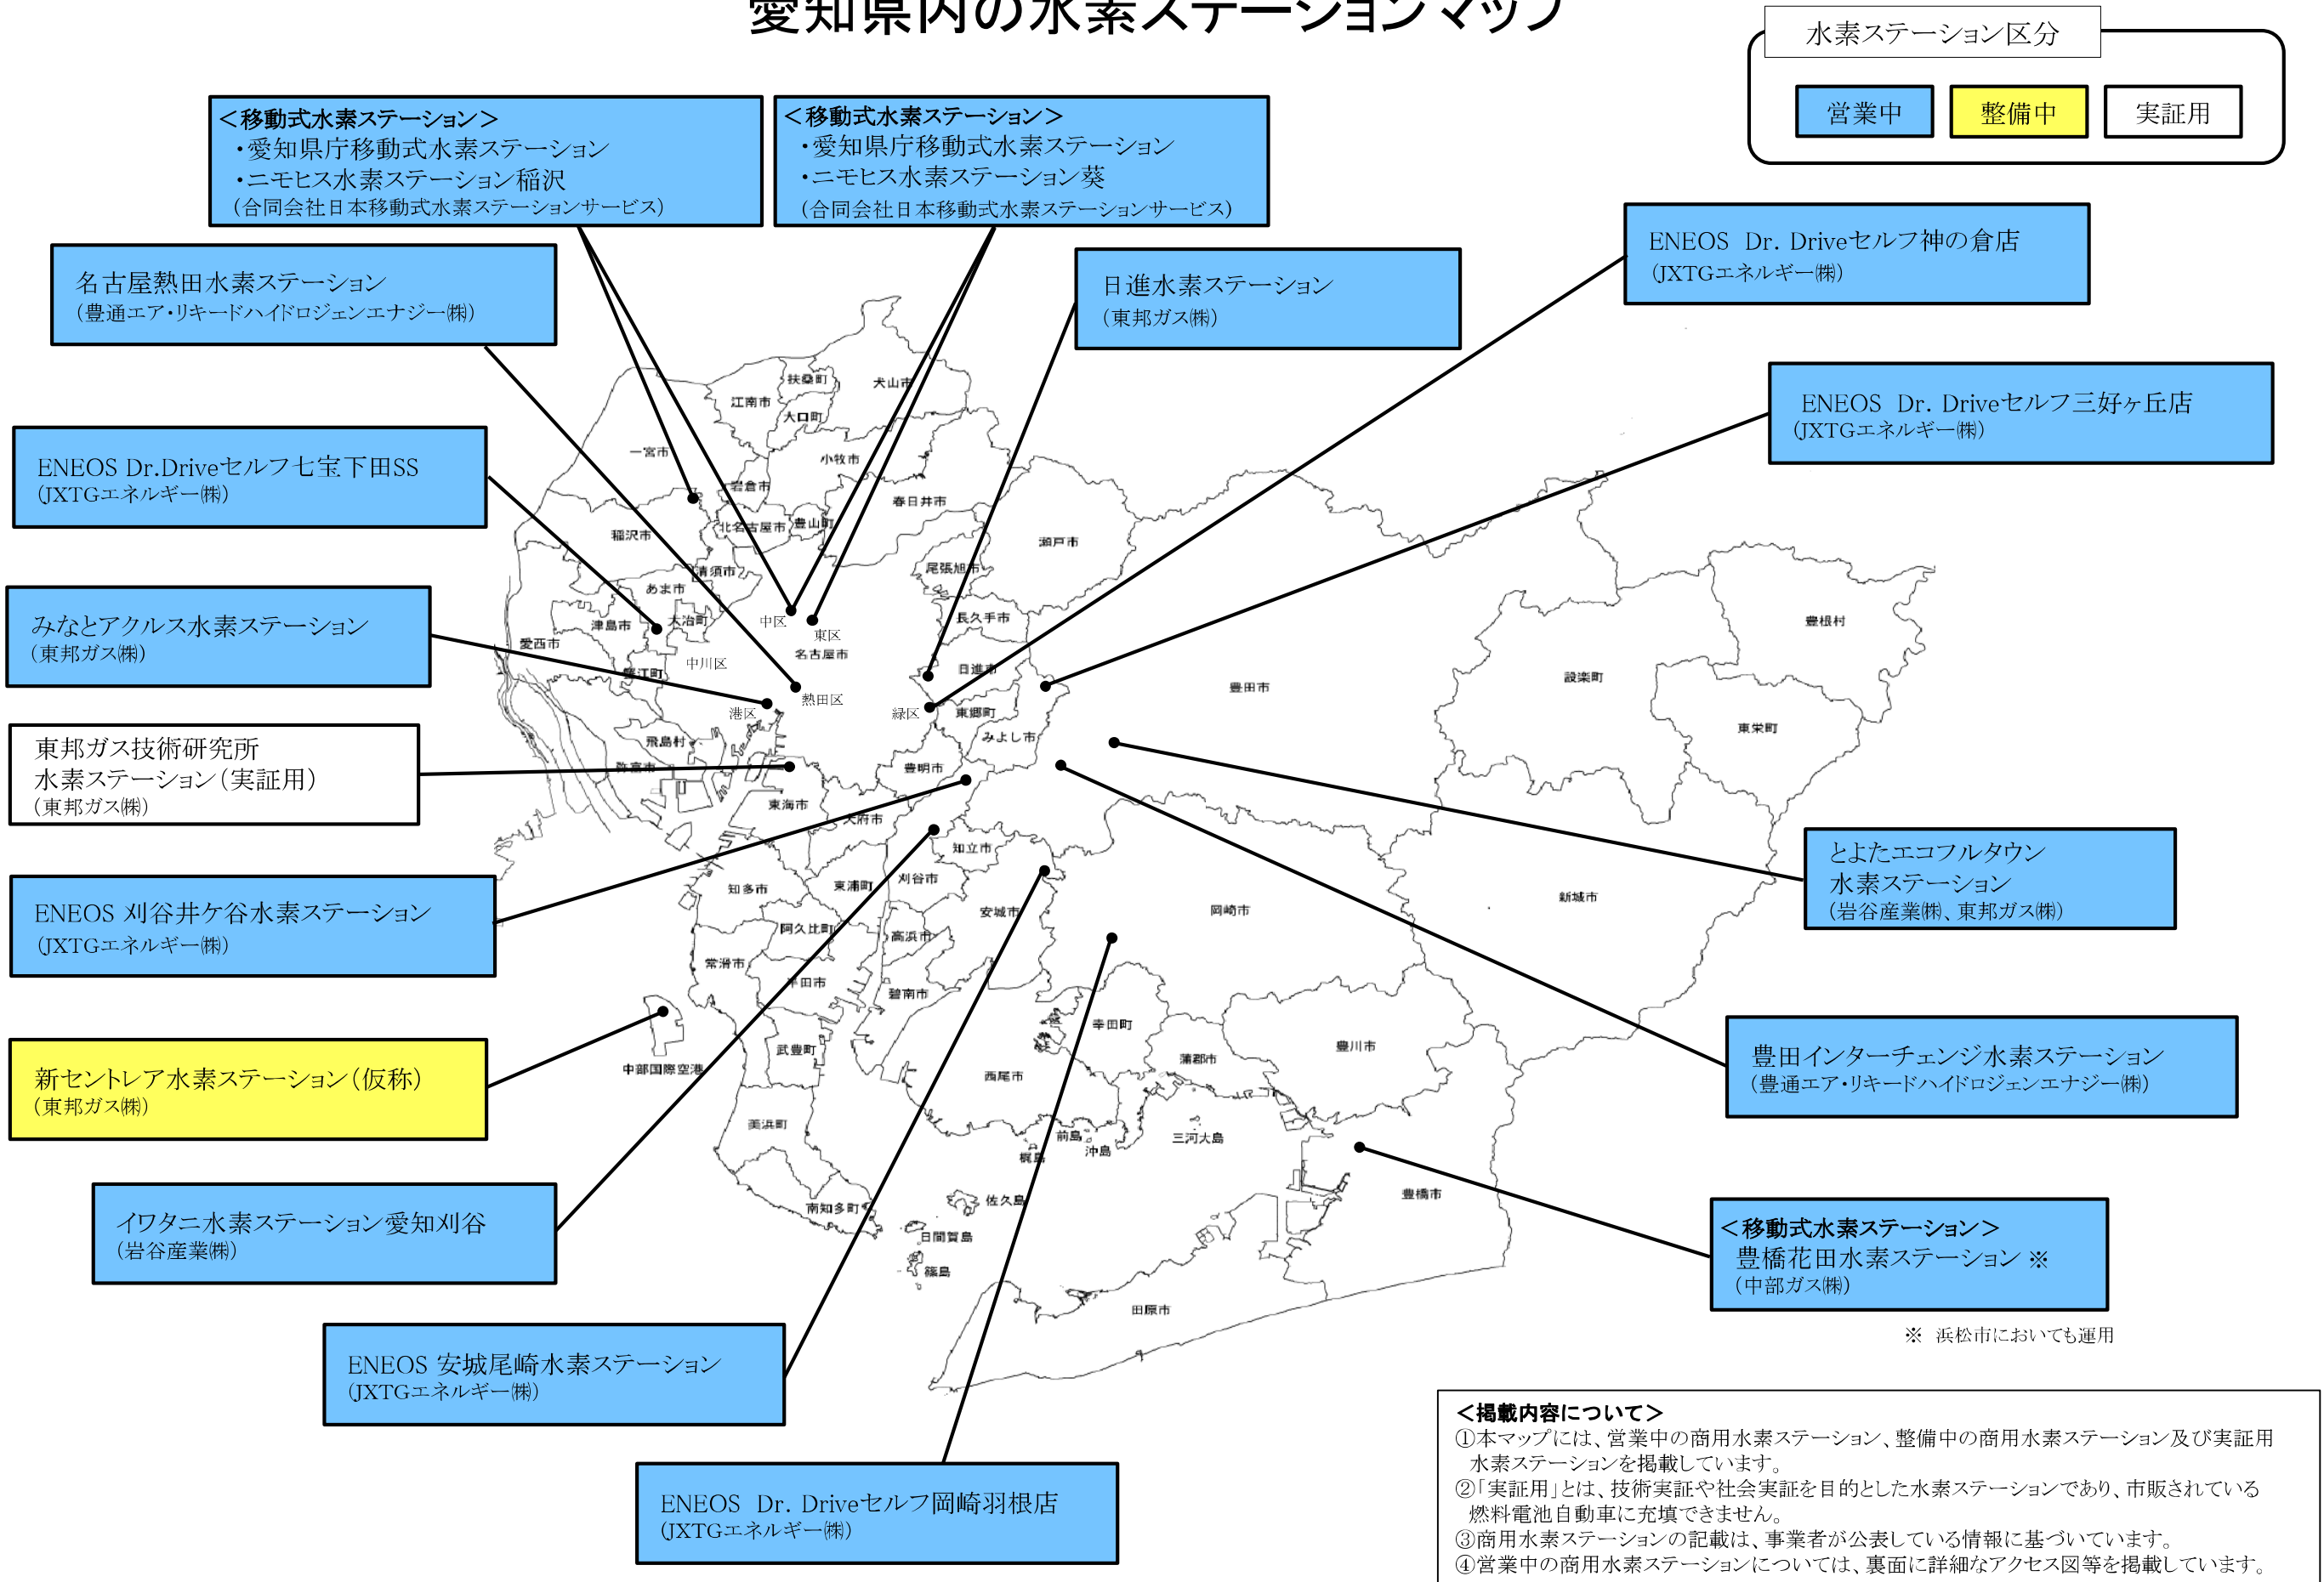 愛知県内の水素ステーションマップ
水素ステーション区分
営業中
整備中
実証用
＜移動式水素ステーション＞
・愛知県庁移動式水素ステーション
・ニモヒス水素ステーション稲沢
（合同会社日本移動式水素ステーションサービス）
＜移動式水素ステーション＞
・愛知県庁移動式水素ステーション
・ニモヒス水素ステーション葵
（合同会社日本移動式水素ステーションサービス）
ENEOS Dr. Driveセルフ神の倉店
（JXTGエネルギー㈱）
名古屋熱田水素ステーション
（豊通エア・リキードハイドロジェンエナジー㈱）
日進水素ステーション
（東邦ガス㈱）
ENEOS Dr. Driveセルフ三好ヶ丘店
（JXTGエネルギー㈱）
ENEOS Dr.Driveセルフ七宝下田SS
（JXTGエネルギー㈱）
みなとアクルス水素ステーション
（東邦ガス㈱）
東邦ガス技術研究所
水素ステーション（実証用）
（東邦ガス㈱）
ENEOS 刈谷井ケ谷水素ステーション
（JXTGエネルギー㈱）
新セントレア水素ステーション（仮称）
（東邦ガス㈱）
イワタニ水素ステーション愛知刈谷
（岩谷産業㈱）
ENEOS 安城尾崎水素ステーション
（JXTGエネルギー㈱）
ENEOS Dr. Driveセルフ岡崎羽根店
（JXTGエネルギー㈱）
とよたエコフルタウン
水素ステーション
（岩谷産業㈱、東邦ガス㈱）
豊田インターチェンジ水素ステーション
（豊通エア・リキードハイドロジェンエナジー㈱）
＜移動式水素ステーション＞
豊橋花田水素ステーション ※
（中部ガス㈱）
※ 浜松市においても運用
扶桑町
犬山市
江南市
大口町
一宮市
小牧市
岩倉市
春日井市
北名古屋市
豊山町
稲沢市
瀬戸市
尾張旭市
清須市
あま市
長久手市
津島市
大治町
中区
東区
豊根村
愛西市
名古屋市
中川区
蟹江町
日進市
設楽町
豊田市
熱田区
港区
緑区
東郷町
東栄町
みよし市
飛島村
弥富市
豊明市
東海市
大府市
知立市
刈谷市
東浦町
知多市
新城市
岡崎市
安城市
阿久比町
高浜市
常滑市
半田市
碧南市
幸田町
武豊町
豊川市
蒲郡市
中部国際空港
西尾市
美浜町
前島
三河大島
沖島
梶島
豊橋市
佐久島
南知多町
日間賀島
篠島
田原市
＜掲載内容について＞
①本マップには、営業中の商用水素ステーション、整備中の商用水素ステーション及び実証用
水素ステーションを掲載しています。
②「実証用」とは、技術実証や社会実証を目的とした水素ステーションであり、市販されている
燃料電池自動車に充填できません。
③商用水素ステーションの記載は、事業者が公表している情報に基づいています。
④営業中の商用水素ステーションについては、裏面に詳細なアクセス図等を掲載しています。